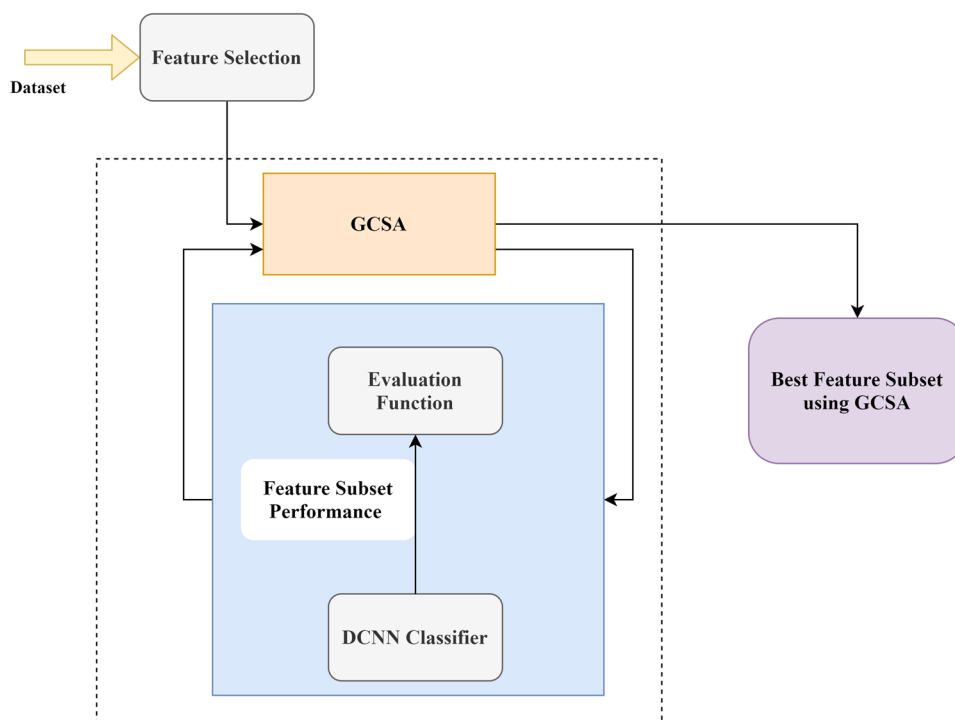 Feature Selection
Dataset
GCSA
Evaluation
Function
Best Feature Subset
using GCSA
Feature Subset
Performance
DCNN Classifier